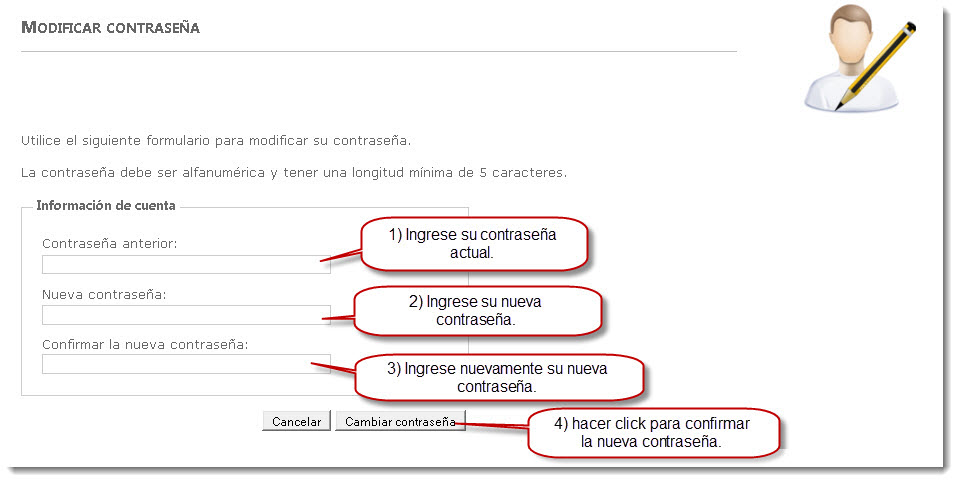 MODIFICAR CONTRASEÑA
Utilice el siguiente formulario para modificar su contraseña.
La contraseña debe ser alfanumérica y tener una longitud mínima de 5 caracteres.
Información de cuenta
Contraseña anterior:
1) Ingrese su contraseña
actual.
Nueva contraseña:
2) Ingrese su nueva
contraseña.
Confirmar la nueva contraseña:
3) Ingrese nuevamente su nueva
contraseña.
Cancelar
Cambiar contraseña
4) hacer click para confirmar
la nueva contraseña.